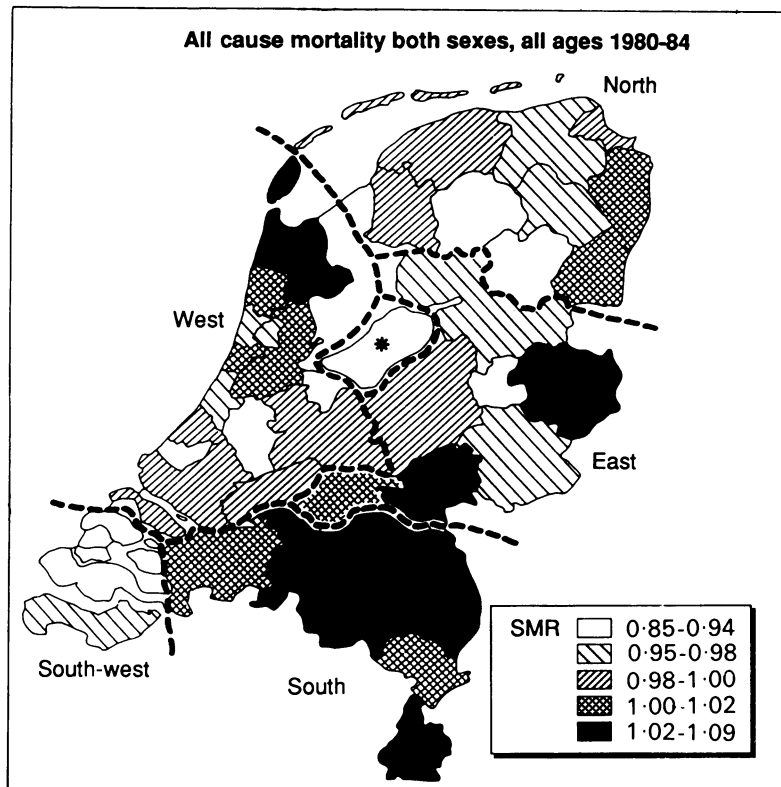 All cause mortality both sexes, all ages 1980-84
North
West
*
East
South-west
South
SMR
0·85-0·94
0·95-0·98
0·98-1·00
1·00-1·02
1·02-1·09